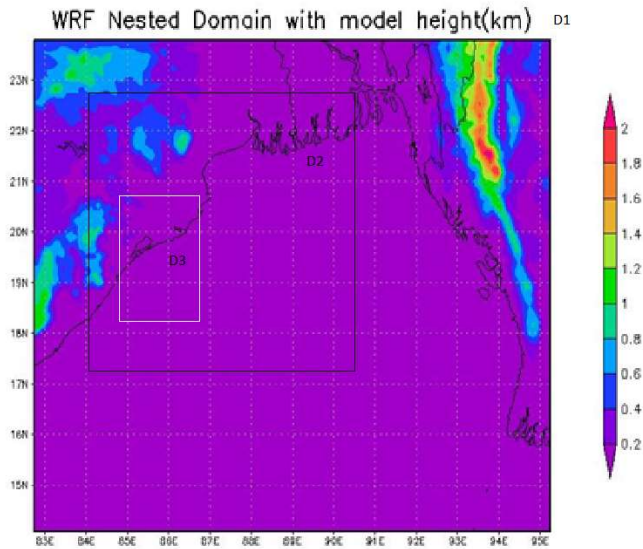 WRF Nested Domain with model height(km) D1
23N
22N
21N
20N
19N
18N
17N
16N
15N
D2
D3
83E 84E 85E 86E 87E 88E 89E 90E 91E 92E 93E 94E 95E
2
1.8
1.6
1.4
1.2
1
0.8
0.6
0.4
0.2